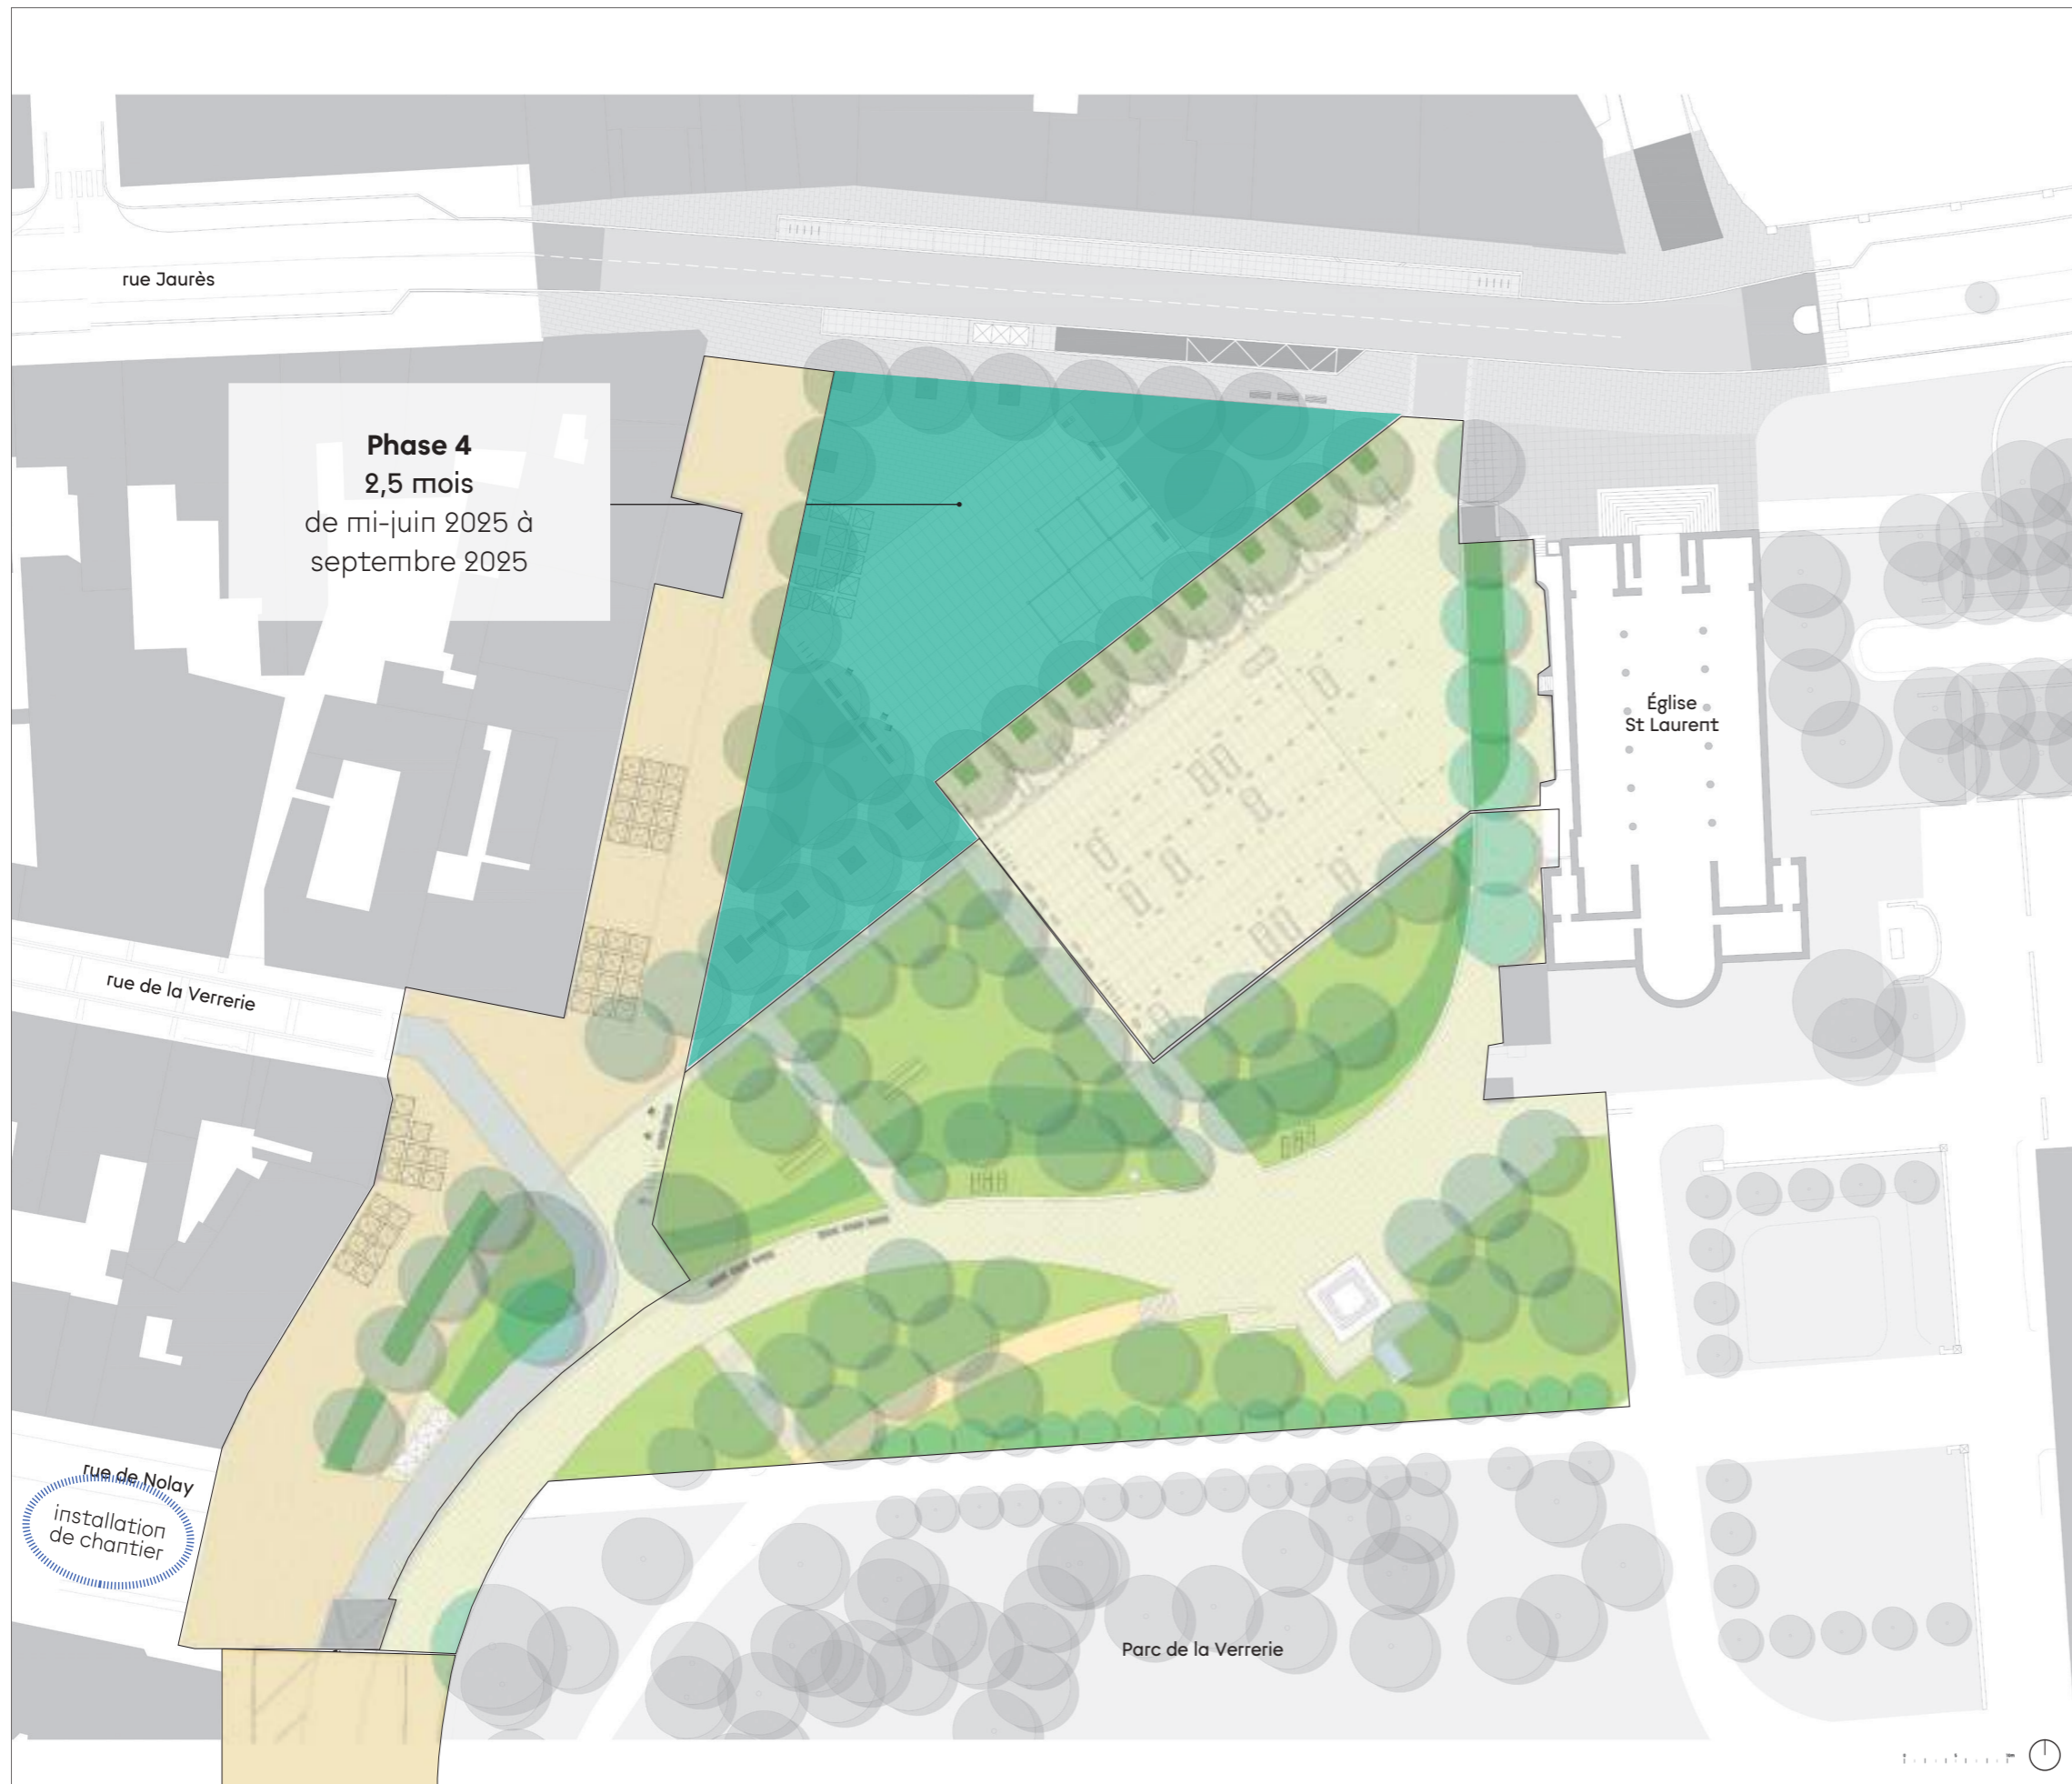 rue Jaurès
Phase 4
2,5 mois
de mi-juin 2025 à
septembre 2025
Église
St Laurent
rue de la Verrerie
rue de Nolay
installation
de chantier
Parc de la Verrerie